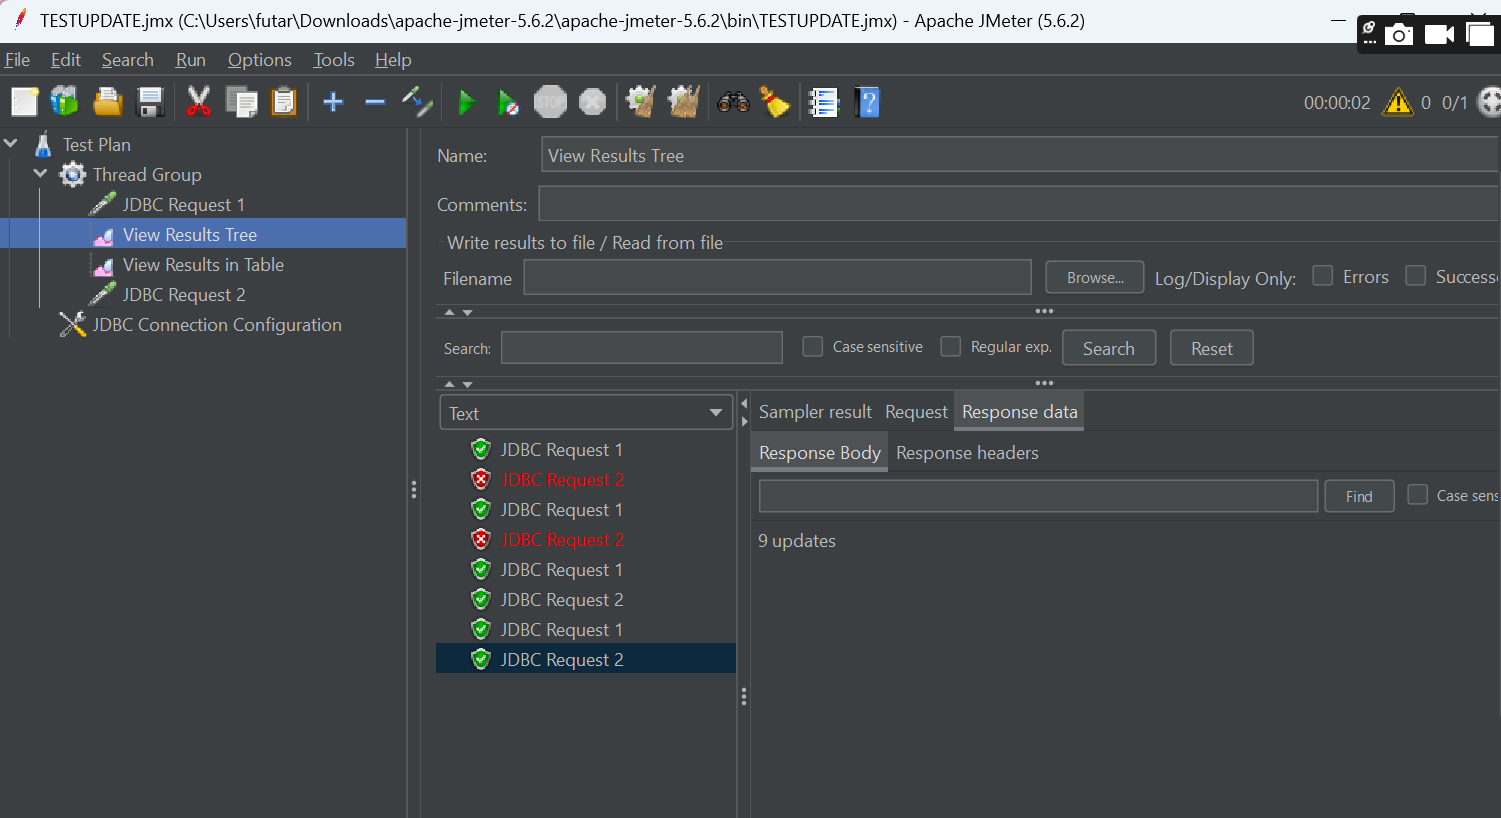 TESTUPDATE.jmx (C:\Users\futar\Downloads\apache-jmeter-5.6.2\apache-jmeter-5.6.2\bin\TESTUPDATE.jmx) - Apache JMeter (5.6.2)
File Edit Search Run Options Tools Help
STOP 00:00:02 0 0/1
Test Plan
Thread Group
JDBC Request 1
View Results Tree
View Results in Table
JDBC Request 2
JDBC Connection Configuration
Name: View Results Tree
Comments:
Write results to file / Read from file
Filename Browse... Log/Display Only: Errors Success
Search: Case sensitive Regular exp. Search Reset
Text
JDBC Request 1
JDBC Request 2
JDBC Request 1
JDBC Request 2
JDBC Request 1
JDBC Request 2
JDBC Request 1
JDBC Request 2
Sampler result Request Response data
Response Body Response headers
Find Case sens
9 updates